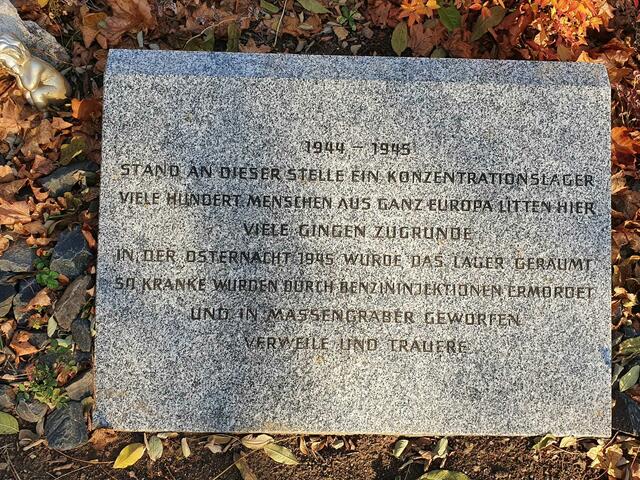 1944 – 1945
STAND AN DIESER STELLE EIN KONZENTRATIONSLAGER
VIELE HUNDERT MENSCHEN AUS GANZ EUROPA LITTEN HIER
VIELE GINGEN ZUGRUNDE
IN DER OSTERNACHT 1945 WURDE DAS LAGER GERÄUMT
50 KRANKE WURDEN DURCH BENZININJEKTIONEN ERMORDET
UND IN MASSENGRÄBER GEWORFEN
VERWEILE UND TRAUERE